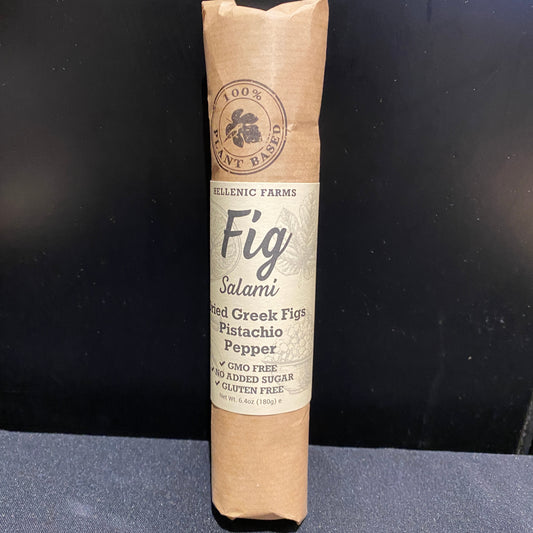 100%
PLANT BASED
HELLENIC FARMS
Fig
Salami
Dried Greek Figs
Pistachio
Pepper
✓ GMO FREE
✓ NO ADDED SUGAR
✓ GLUTEN FREE
Net Wt. 6.4oz (180g) e